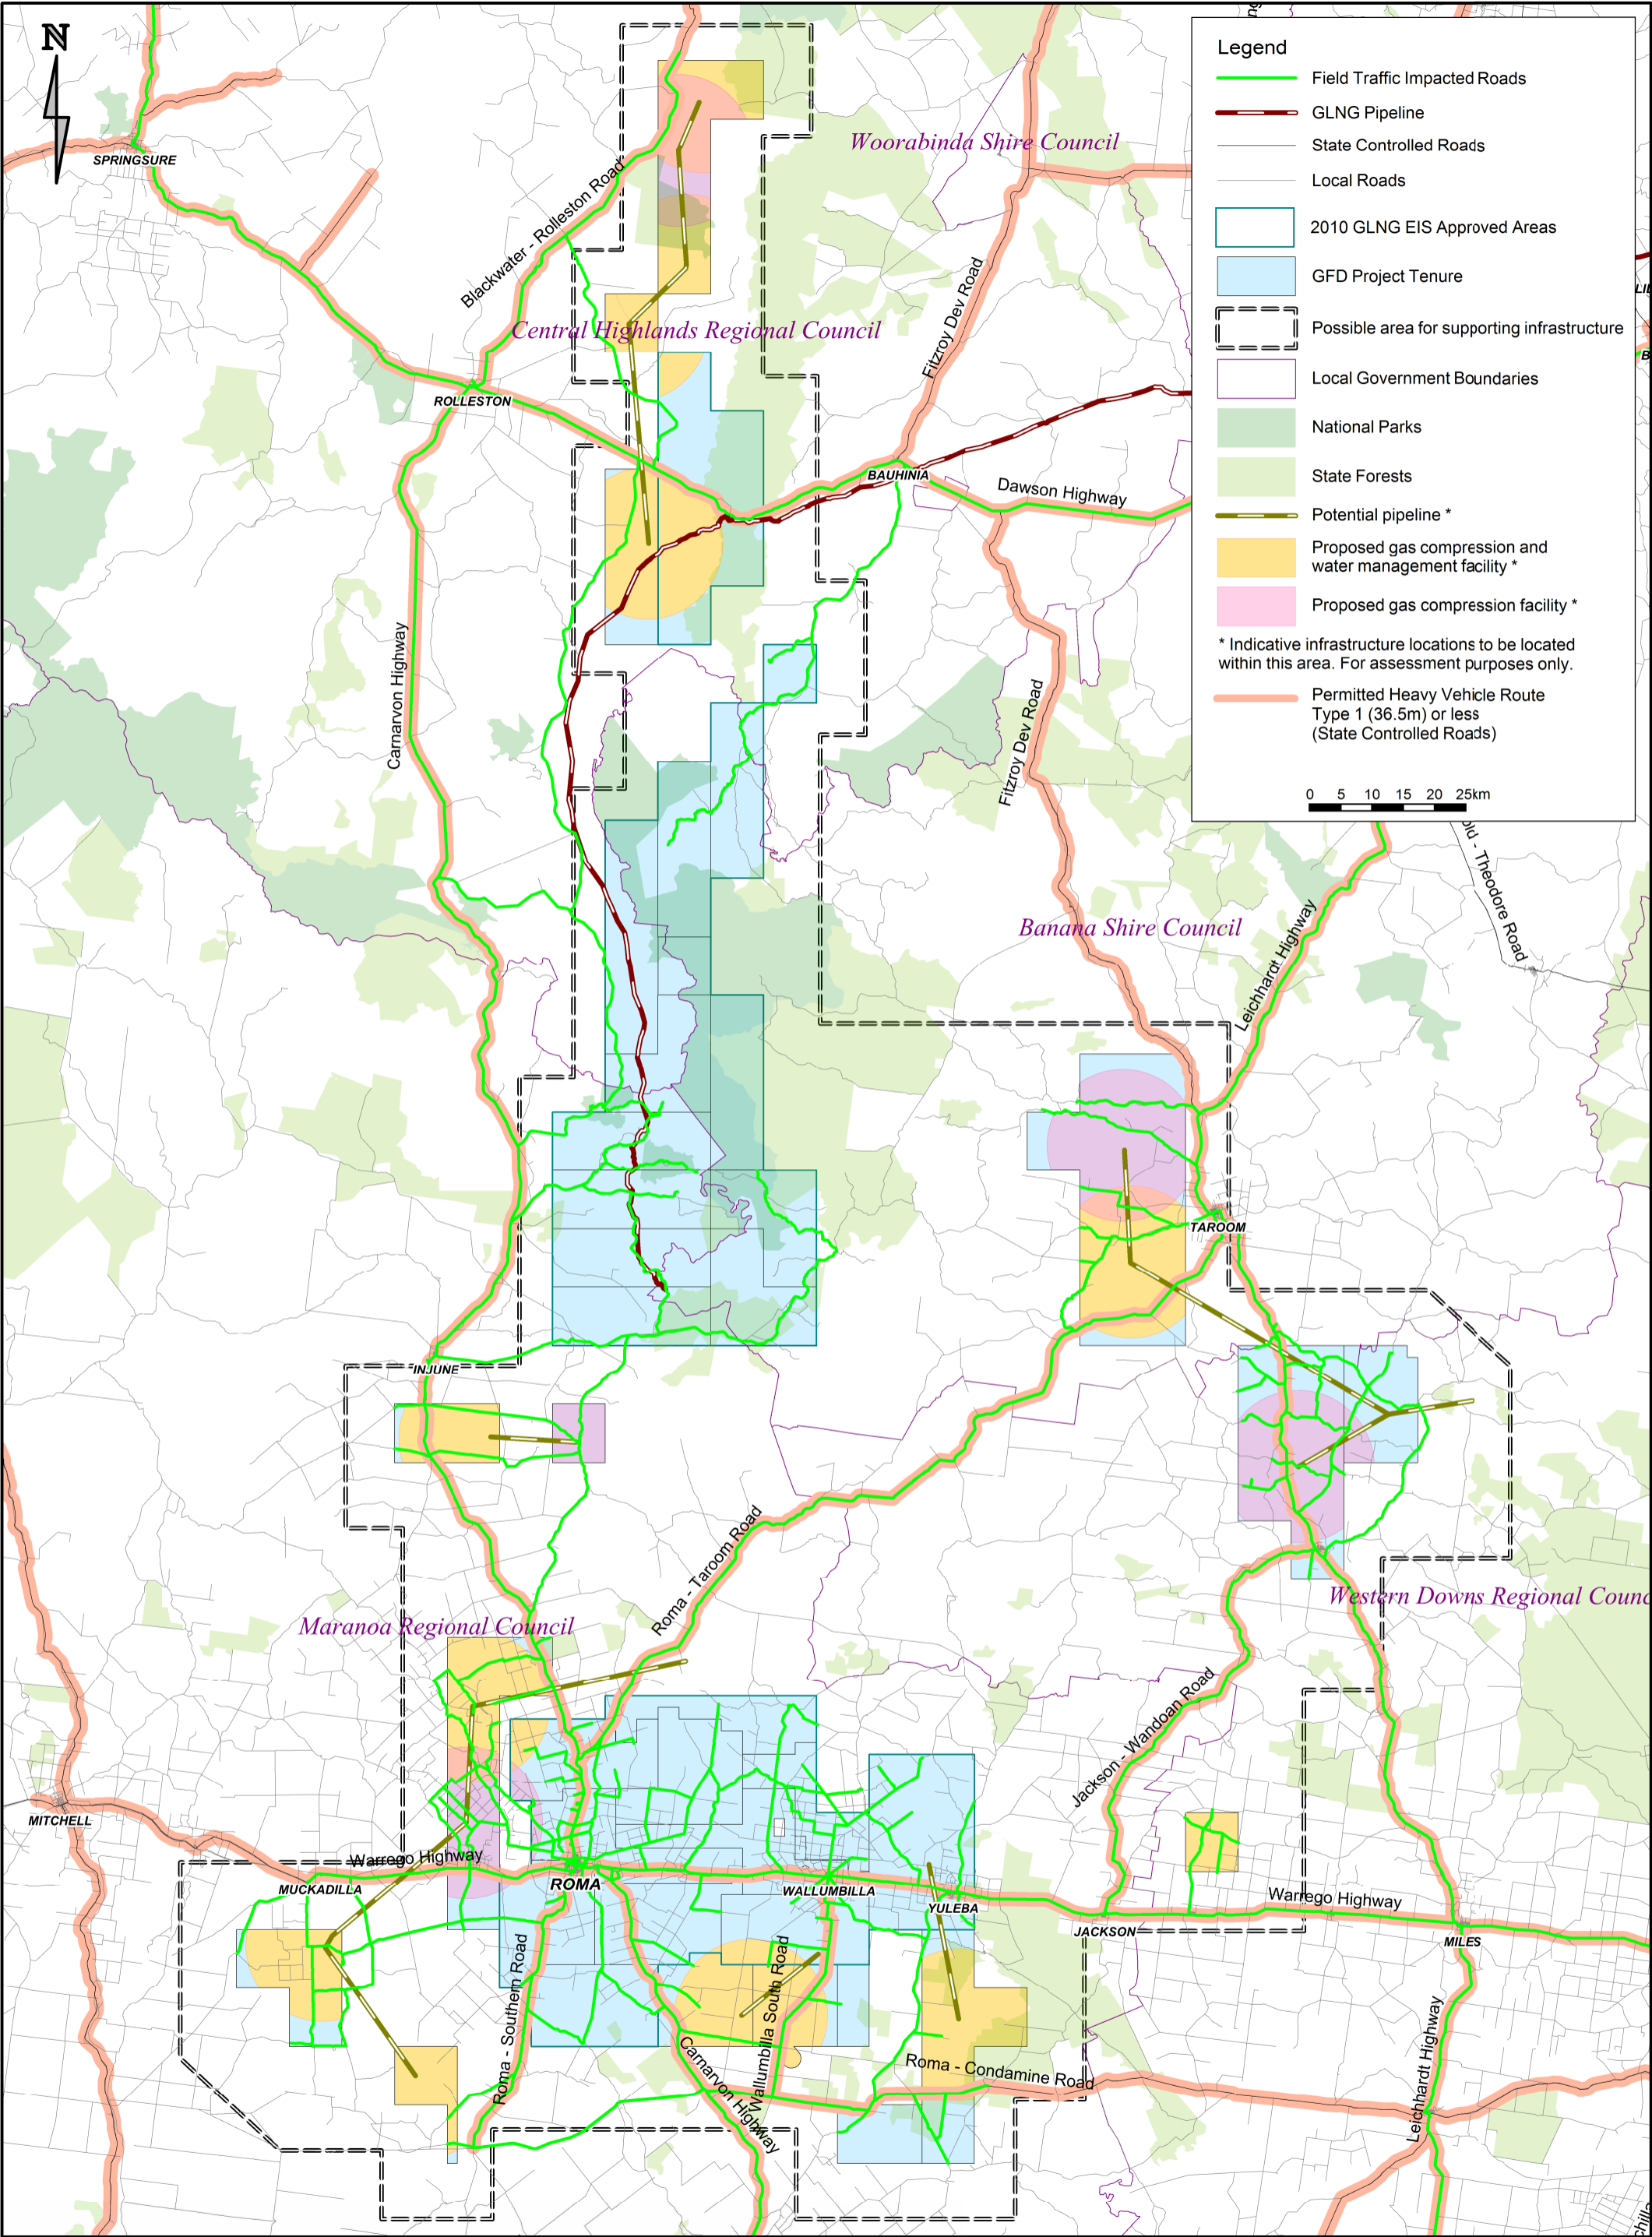 N
Legend
Field Traffic Impacted Roads
GLNG Pipeline
State Controlled Roads
Local Roads
2010 GLNG EIS Approved Areas
GFD Project Tenure
Possible area for supporting infrastructure
Local Government Boundaries
National Parks
State Forests
Potential pipeline *
Proposed gas compression and
water management facility *
Proposed gas compression facility *
* Indicative infrastructure locations to be located
within this area. For assessment purposes only.
Permitted Heavy Vehicle Route
Type 1 (36.5m) or less
(State Controlled Roads)
0 5 10 15 20 25km
SPRINGSURE
Woorabinda Shire Council
Blackwater - Rolleston Road
Central Highlands Regional Council
Fitzroy Dev Road
ROLLESTON
BAUHINIA
Dawson Highway
Carnarvon Highway
Fitzroy Dev Road
old - Theodore Road
Banana Shire Council
Leichhardt Highway
TAROOM
INJUNE
Roma - Taroom Road
Western Downs Regional Counc
Maranoa Regional Council
Jackson - Wandoan Road
MITCHELL
Warrego Highway
MUCKADILLA
ROMA
WALLUMBILLA
YULEBA
Warrego Highway
JACKSON
MILES
Roma - Southern Road
Wallumbilla South Road
Carnarvon Highway
Roma - Condamine Road
Leichhardt Highway